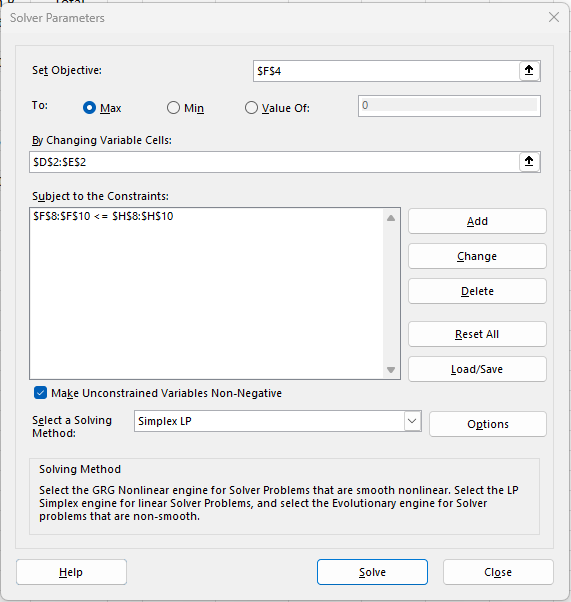 Total
Solver Parameters
Set Objective:
$F$4
To:
Max
Min
Value Of:
0
By Changing Variable Cells:
$D$2:$E$2
Subject to the Constraints:
$F$8:$F$10 <= $H$8:$H$10
Add
Change
Delete
Reset All
Load/Save
Make Unconstrained Variables Non-Negative
Select a Solving
Method:
Simplex LP
Options
Solving Method
Select the GRG Nonlinear engine for Solver Problems that are smooth nonlinear. Select the LP
Simplex engine for linear Solver Problems, and select the Evolutionary engine for Solver
problems that are non-smooth.
Help
Solve
Close